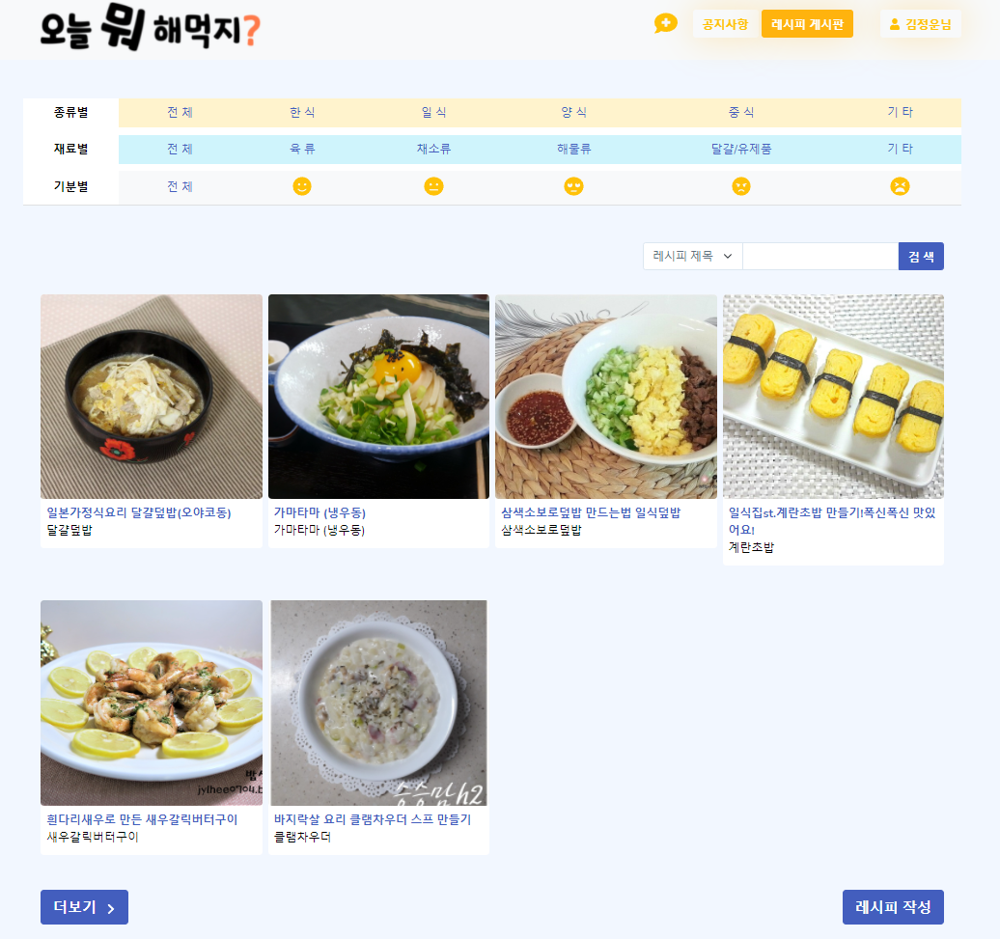 오늘 뭐 해먹지?
공지사항 레시피 게시판 김정운님
종류별 전 체 한 식 일 식 양 식 중 식 기 타
재료별 전 체 육 류 채소류 해물류 달걀/유제품 기 타
기분별 전 체
레시피 제목 검 색
일본가정식요리 달걀덮밥(오야코동)
달걀덮밥
가마타마 (냉우동)
가마타마 (냉우동)
삼색소보로덮밥 만드는법 일식덮밥
삼색소보로덮밥
일식집st.계란초밥 만들기!폭신폭신 맛있
어요!
계란초밥
흰다리새우로 만든 새우갈릭버터구이
새우갈릭버터구이
승승맘h2
바지락살 요리 클램차우더 스프 만들기
클램차우더
더보기
레시피 작성